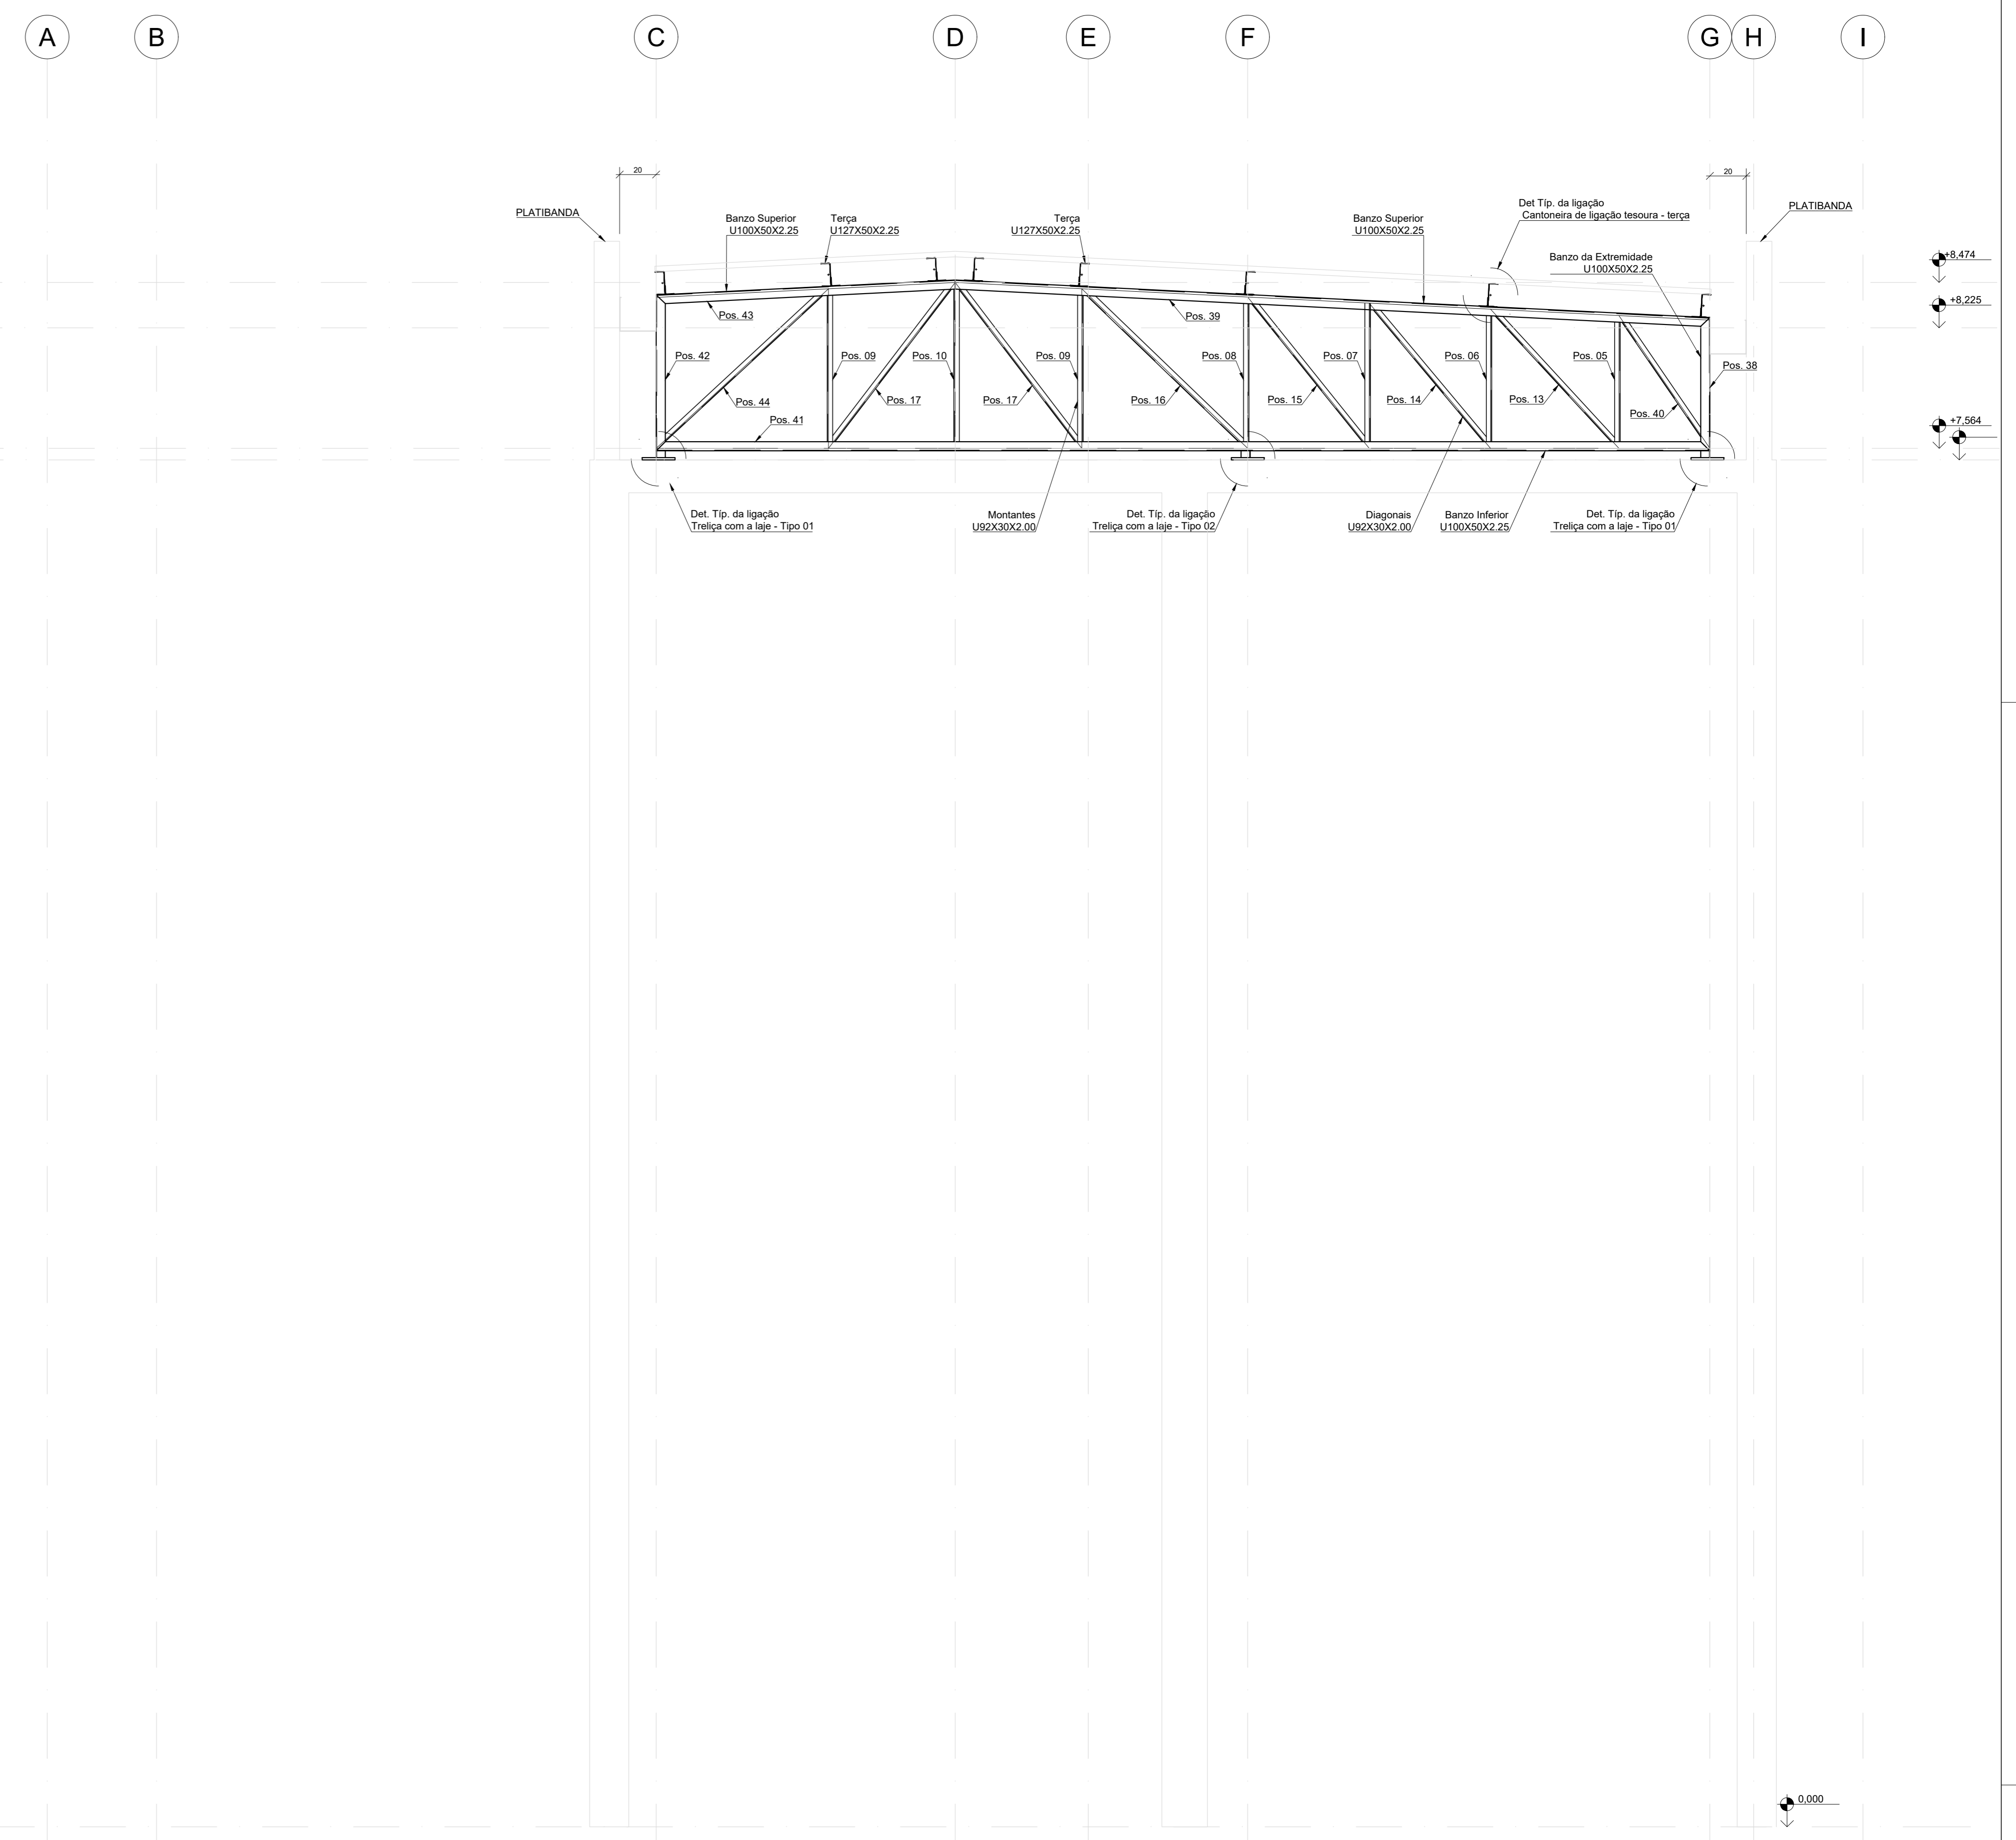 A
B
C
D
E
F
G
H
I
20
20
PLATIBANDA
Banzo Superior
U100X50X2.25
Terça
U127X50X2.25
Terça
U127X50X2.25
Banzo Superior
U100X50X2.25
Det Típ. da ligação
Cantoneira de ligação tesoura - terça
PLATIBANDA
Banzo da Extremidade
U100X50X2.25
+8,474
+8,225
Pos. 43
Pos. 39
Pos. 42
Pos. 09
Pos. 10
Pos. 09
Pos. 08
Pos. 07
Pos. 06
Pos. 05
Pos. 38
Pos. 44
Pos. 17
Pos. 17
Pos. 16
Pos. 15
Pos. 14
Pos. 13
Pos. 40
Pos. 41
+7,564
Det. Típ. da ligação
Treliça com a laje - Tipo 01
Montantes
U92X30X2.00
Det. Típ. da ligação
Treliça com a laje - Tipo 02
Diagonais
U92X30X2.00
Banzo Inferior
U100X50X2.25
Det. Típ. da ligação
Treliça com a laje - Tipo 01
0,000